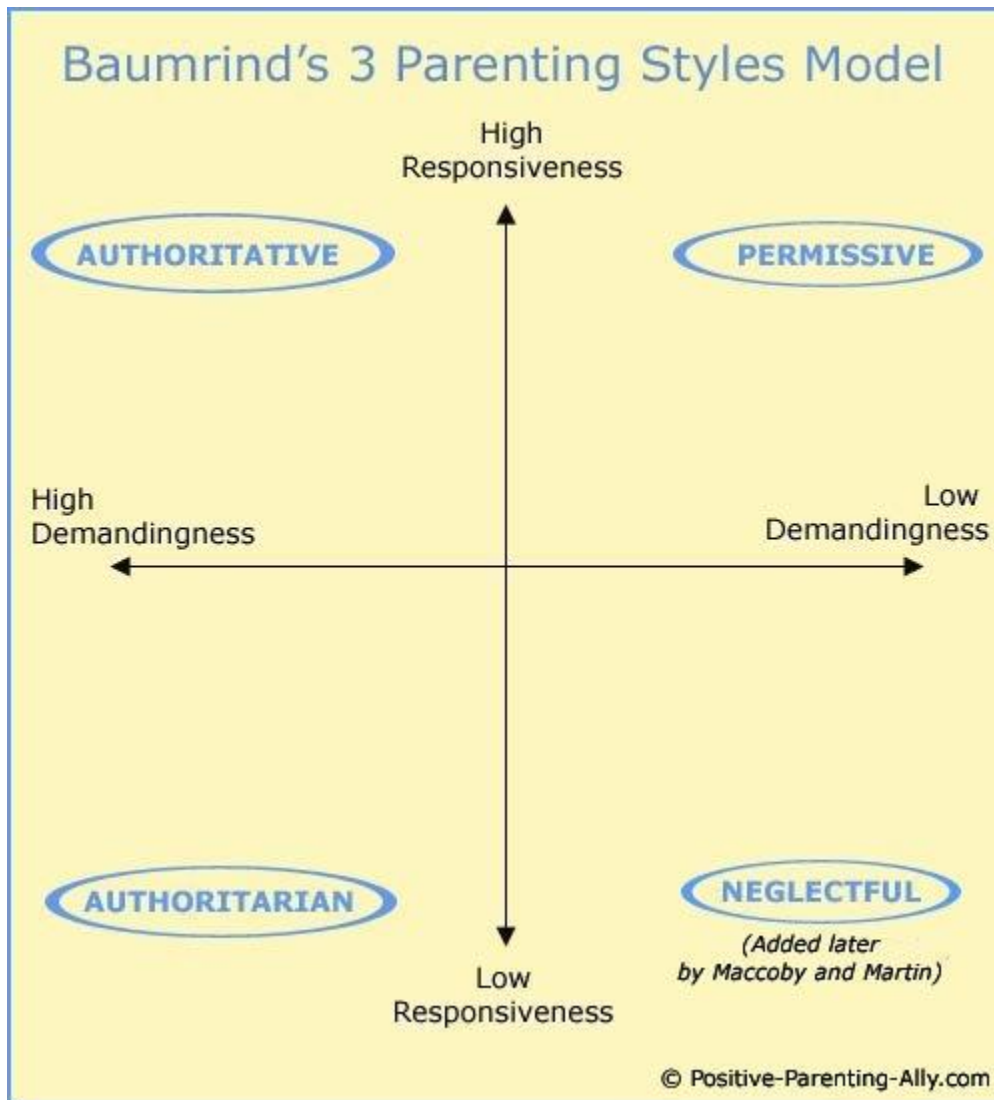 Baumrind's 3 Parenting Styles Model
High
Responsiveness
AUTHORITATIVE
PERMISSIVE
High
Demandingness
Low
Demandingness
AUTHORITARIAN
NEGLECTFUL
(Added later
by Maccoby and Martin)
Low
Responsiveness
© Positive-Parenting-Ally.com